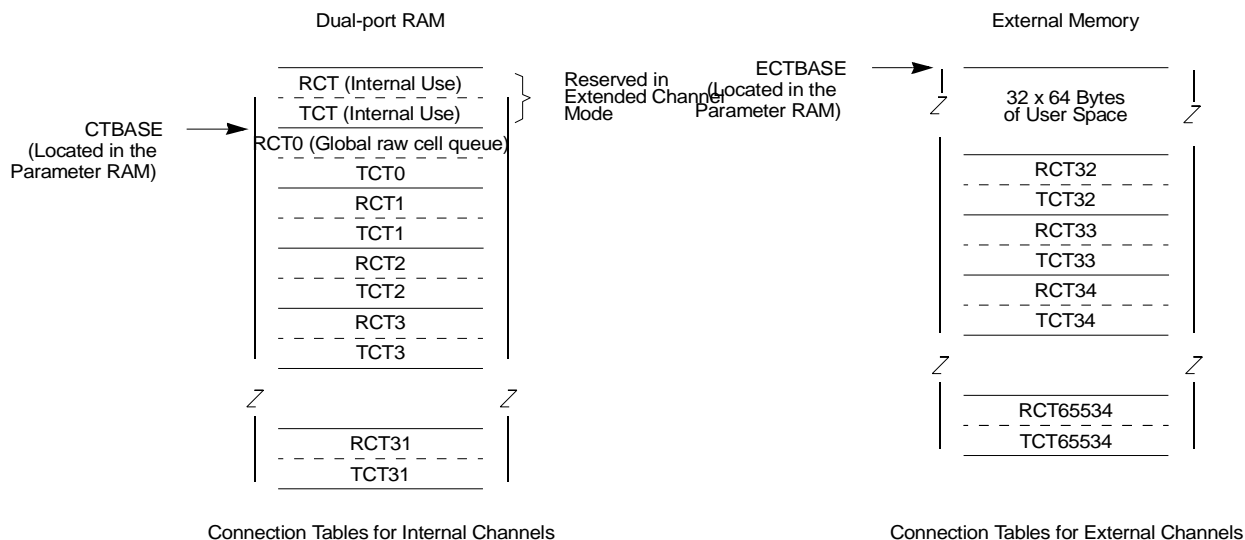 Dual-port RAM
CTBASE
(Located in the
Parameter RAM)
RCT (Internal Use)
TCT (Internal Use)
RCT0 (Global raw cell queue)
TCT0
RCT1
TCT1
RCT2
TCT2
RCT3
TCT3
RCT31
TCT31
Reserved in
Extended Channel
Mode
Connection Tables for Internal Channels
External Memory
ECTBASE
(Located in the
Parameter RAM)
32 x 64 Bytes
of User Space
RCT32
TCT32
RCT33
TCT33
RCT34
TCT34
RCT65534
TCT65534
Connection Tables for External Channels